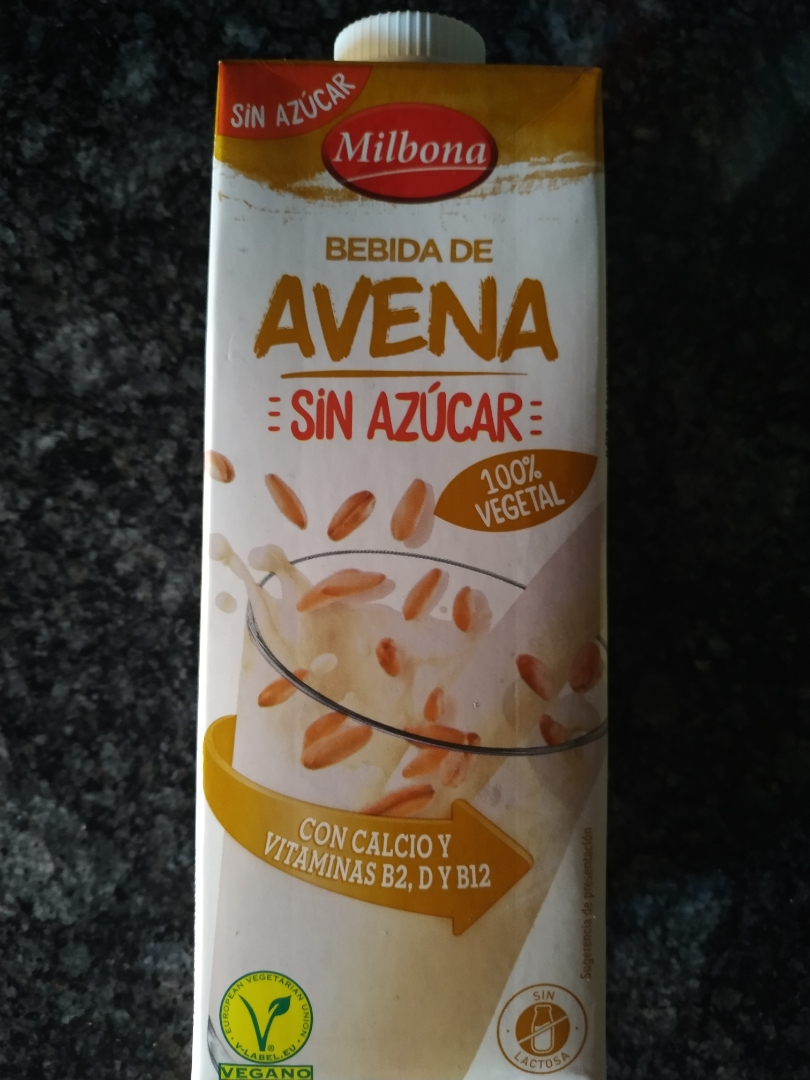 SiN AZÚCAR
Milbona
BEBIDA DE
AVENA
SiN AZÚCAR
100%
VEGETAL
CON CALCIO Y
VITAMINAS B2, D Y B12
Sugerencia de presentación
EUROPEAN VEGETARIAN UNION
V-LABEL.EU
VEGANO
SIN
LACTOSA